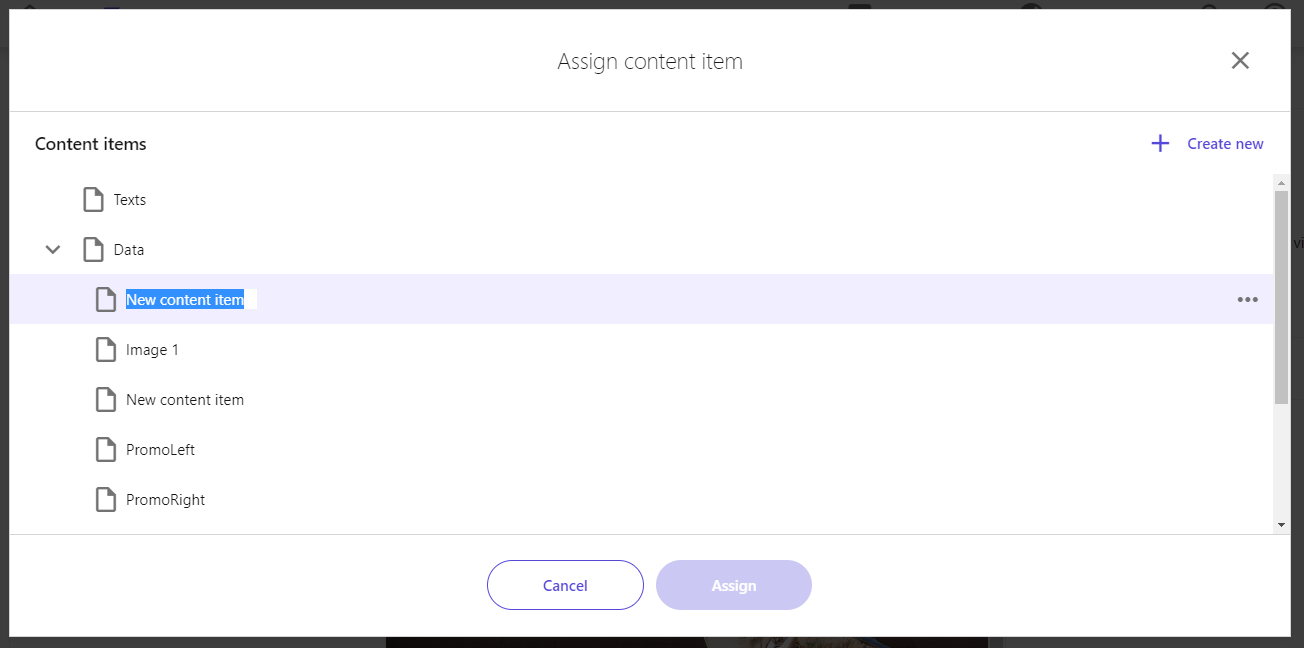 Assign content item
Content items
Create new
Texts
Data
New content item
Image 1
New content item
PromoLeft
PromoRight
Cancel
Assign